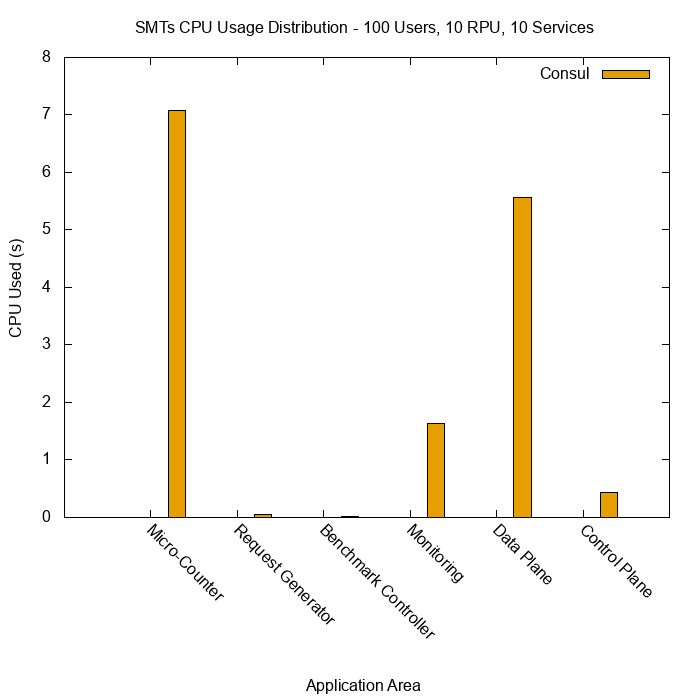 SMTs CPU Usage Distribution - 100 Users, 10 RPU, 10 Services
Consul
8
7
6
5
4
3
2
1
0
CPU Used (s)
Micro-Counter
Request Generator
Benchmark Controller
Monitoring
Data Plane
Control Plane
Application Area